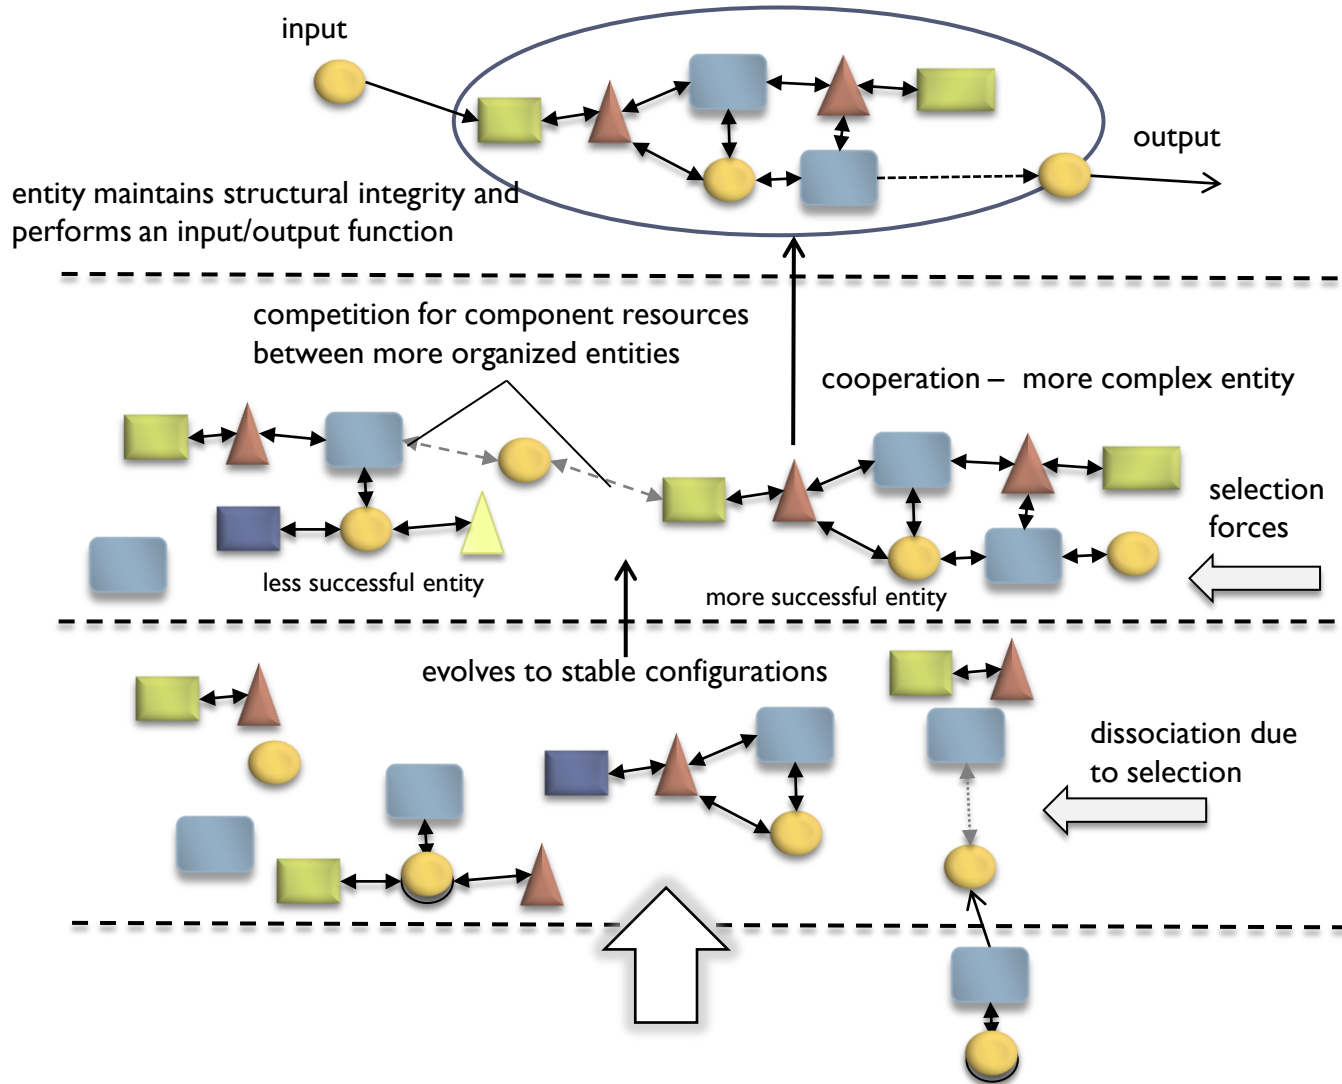 input
output
entity maintains structural integrity and
performs an input/output function
competition for component resources
between more organized entities
cooperation – more complex entity
selection
forces
less successful entity
more successful entity
evolves to stable configurations
dissociation due
to selection